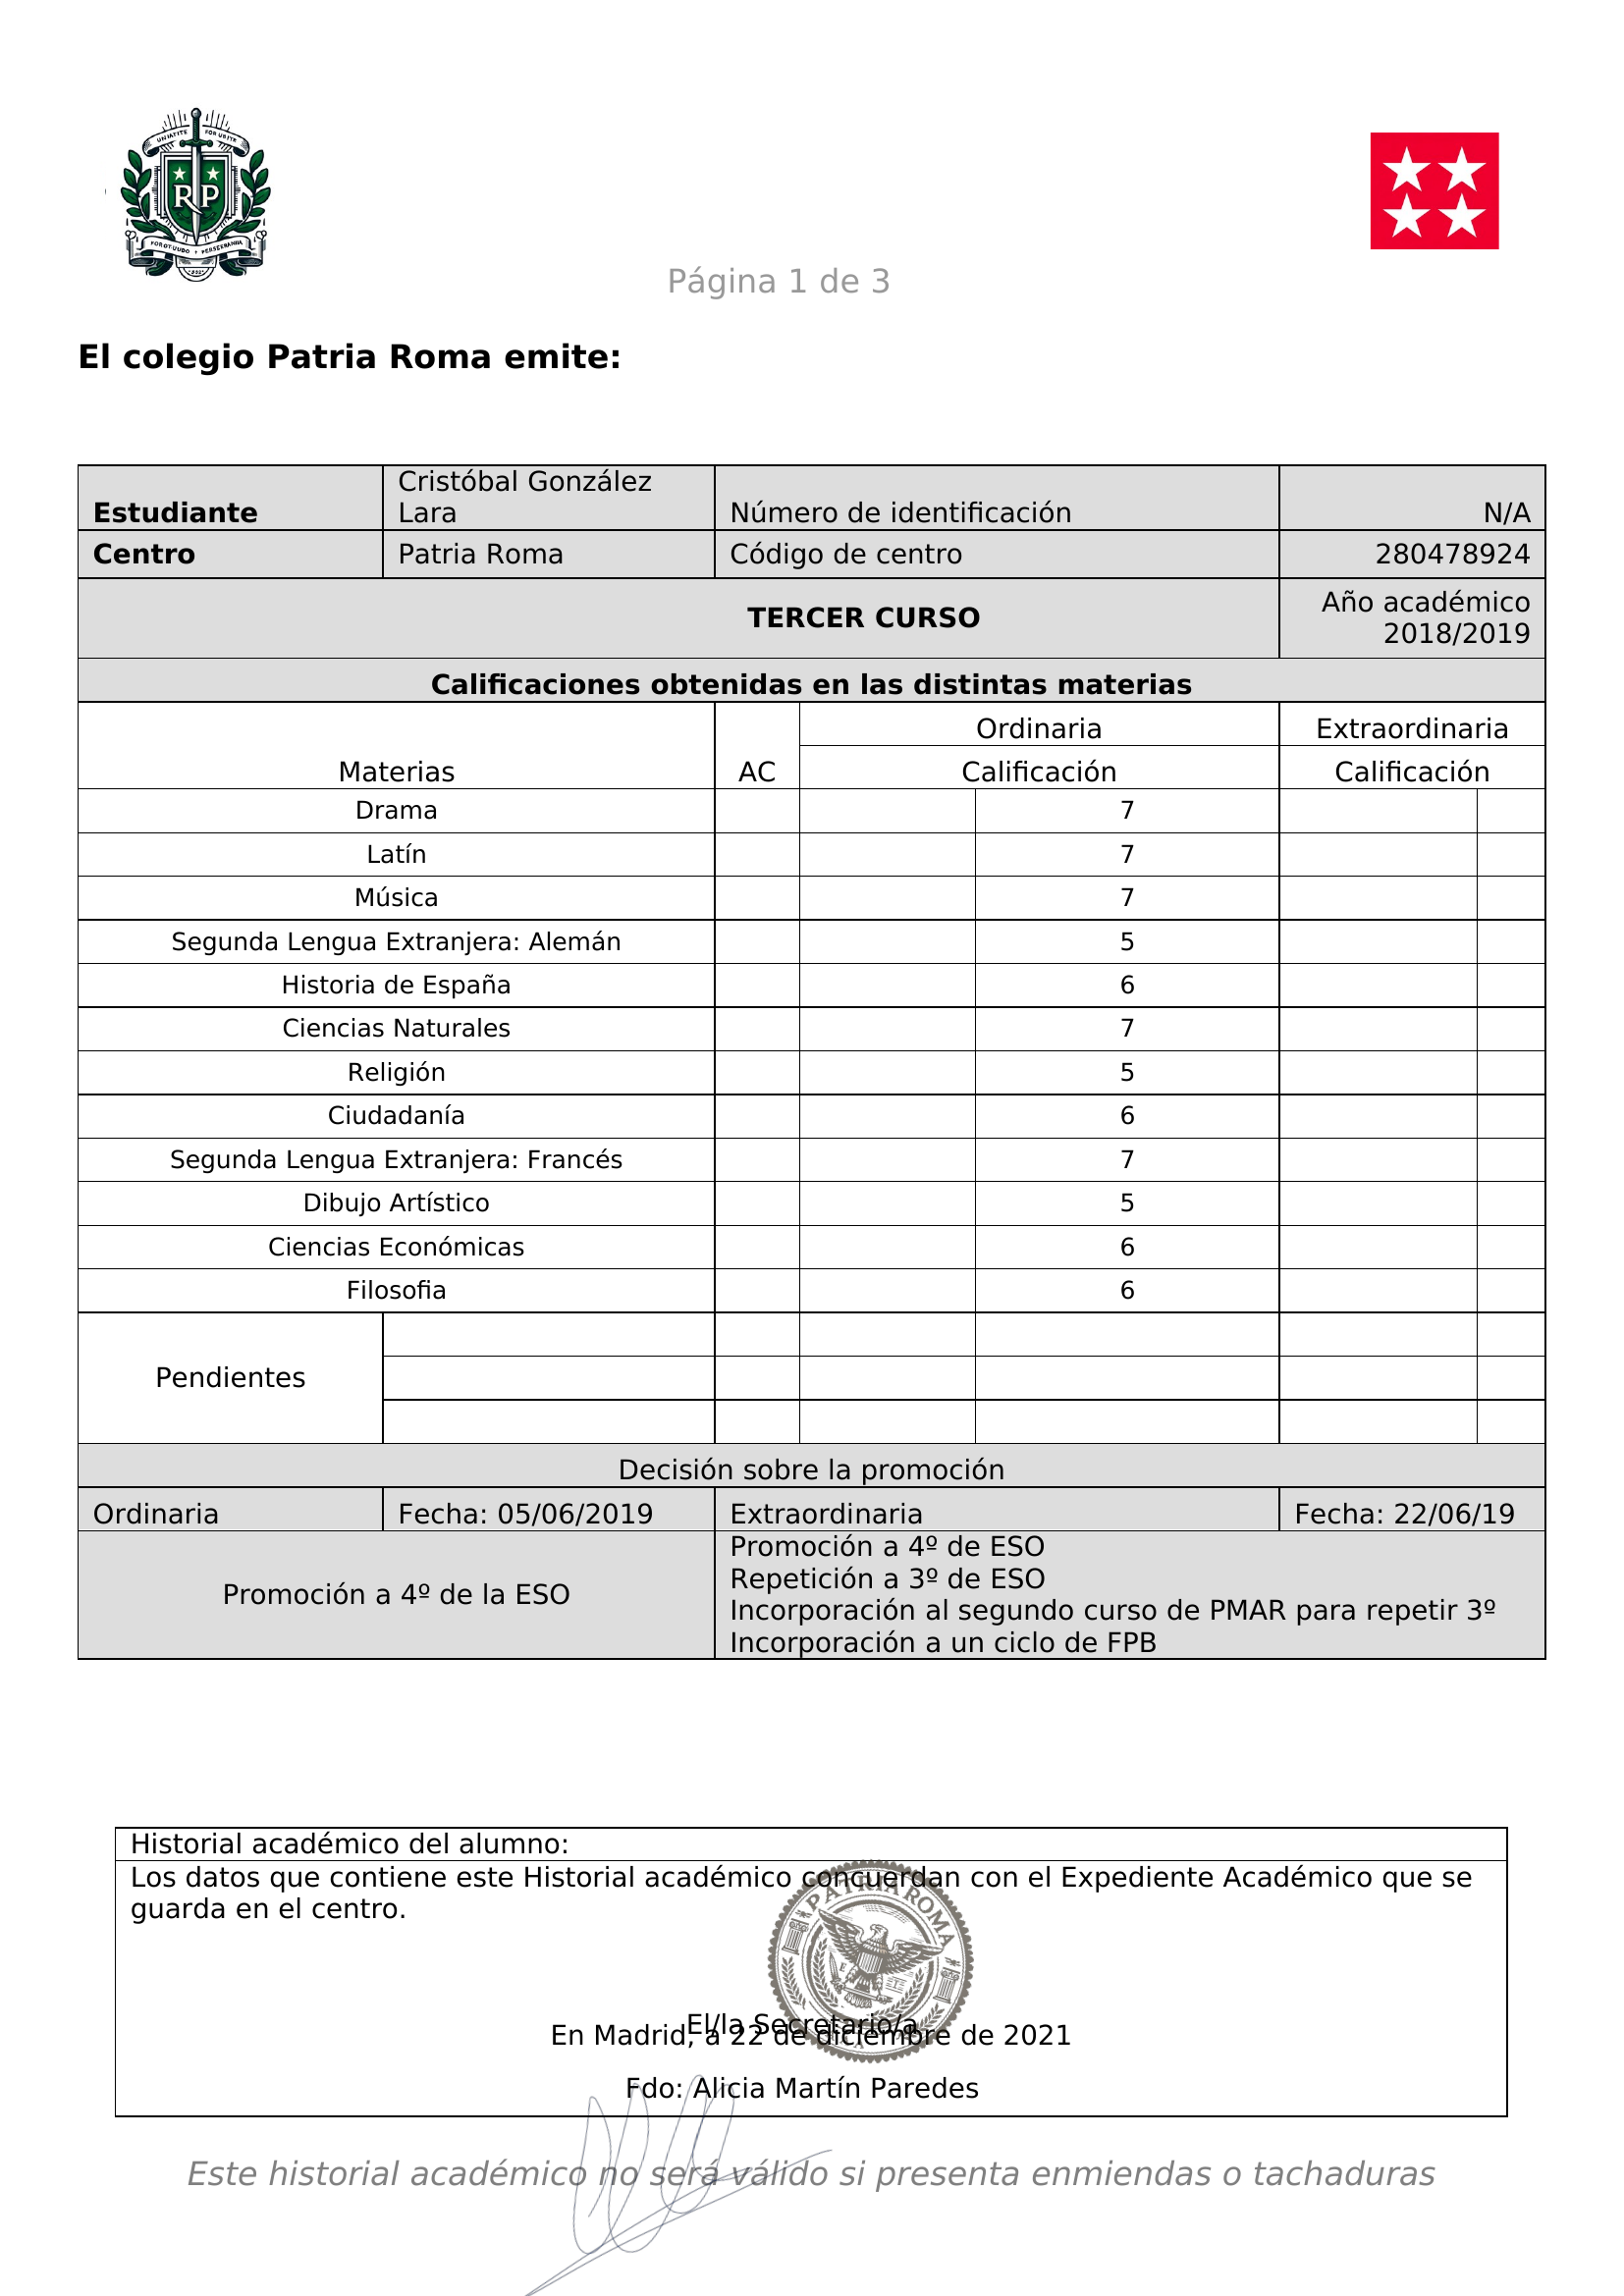 RP
Página 1 de 3
El colegio Patria Roma emite:
Estudiante Cristóbal González Lara Número de identificación N/A
Centro Patria Roma Código de centro 280478924
TERCER CURSO Año académico 2018/2019
Calificaciones obtenidas en las distintas materias
Materias AC Ordinaria Extraordinaria
Calificación Calificación
Drama 7
Latín 7
Música 7
Segunda Lengua Extranjera: Alemán 5
Historia de España 6
Ciencias Naturales 7
Religión 5
Ciudadanía 6
Segunda Lengua Extranjera: Francés 7
Dibujo Artístico 5
Ciencias Económicas 6
Filosofia 6
Pendientes
Decisión sobre la promoción
Ordinaria Fecha: 05/06/2019 Extraordinaria Fecha: 22/06/19
Promoción a 4º de la ESO
Promoción a 4º de ESO
Repetición a 3º de ESO
Incorporación al segundo curso de PMAR para repetir 3º
Incorporación a un ciclo de FPB
Historial académico del alumno:
Los datos que contiene este Historial académico concuerdan con el Expediente Académico que se
guarda en el centro.
PATRIA ROMA
El/la Secretario/a
En Madrid, a 22 de diciembre de 2021
Fdo: Alicia Martín Paredes
Este historial académico no será válido si presenta enmiendas o tachaduras